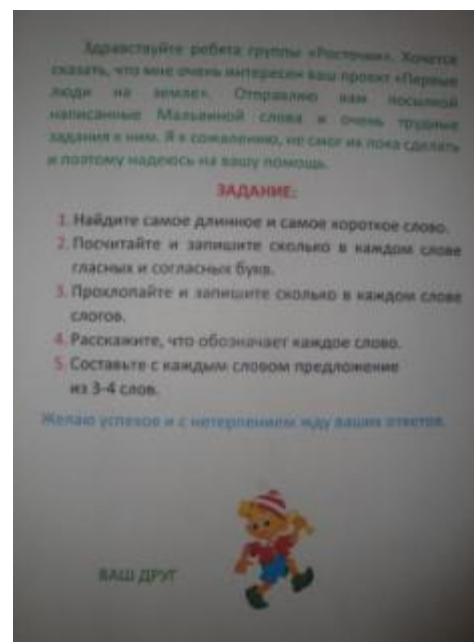 Здравствуйте ребята группы «Росточки». Хочется
сказать, что мне очень интересен ваш проект «Первые
люди на земле». Отправляю вам посылкой
написанные Мальвиной слова и очень трудные
задания к ним. Я к сожалению, не смог их пока сделать
и поэтому надеюсь на вашу помощь.
ЗАДАНИЕ:
1. Найдите самое длинное и самое короткое слово.
2. Посчитайте и запишите сколько в каждом слове
гласных и согласных букв.
3. Прохлопайте и запишите сколько в каждом слове
слогов.
4. Расскажите, что обозначает каждое слово.
5. Составьте с каждым словом предложение
из 3-4 слов.
Желаю успехов и с нетерпением жду ваших ответов.
ВАШ ДРУГ